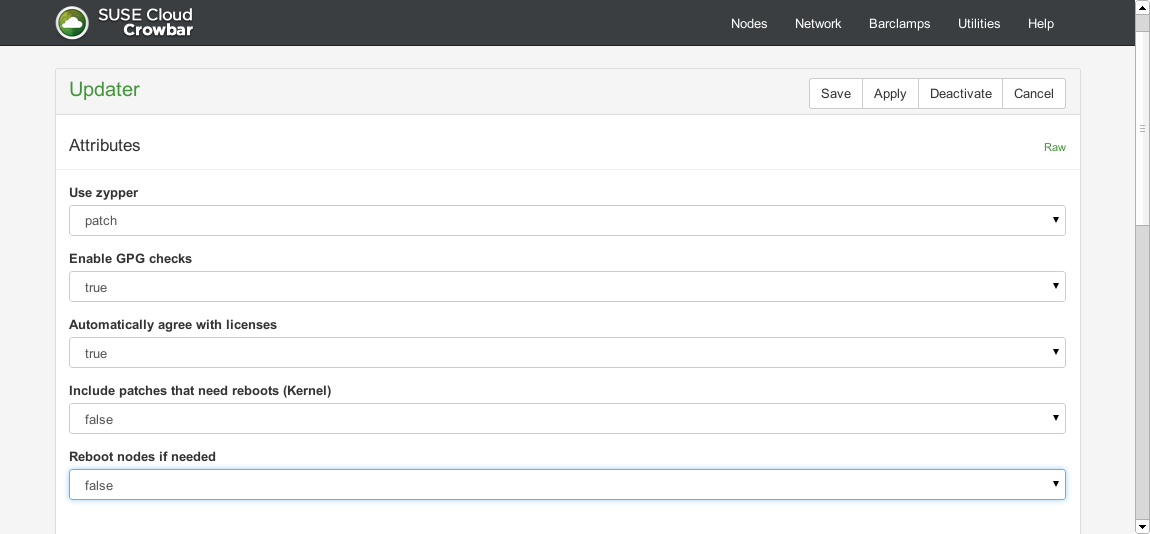 SUSE Cloud
Crowbar
Nodes Network Barclamps Utilities Help
Updater
Save Apply Deactivate Cancel
Attributes
Raw
Use zypper
patch
Enable GPG checks
true
Automatically agree with licenses
true
Include patches that need reboots (Kernel)
false
Reboot nodes if needed
false